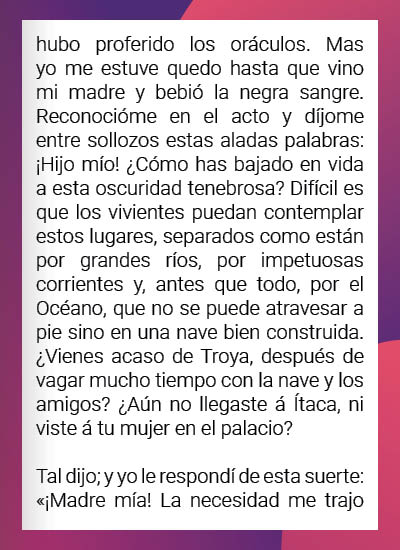 hubo proferido los oráculos. Mas
yo me estuve quedo hasta que vino
mi madre y bebió la negra sangre.
Reconocióme en el acto y díjome
entre sollozos estas aladas palabras:
¡Hijo mío! ¿Cómo has bajado en vida
a esta oscuridad tenebrosa? Difícil es
que los vivientes puedan contemplar
estos lugares, separados como están
por grandes ríos, por impetuosas
corrientes y, antes que todo, por el
Océano, que no se puede atravesar a
pie sino en una nave bien construida.
¿Vienes acaso de Troya, después de
vagar mucho tiempo con la nave y los
amigos? ¿Aún no llegaste á Ítaca, ni
viste á tu mujer en el palacio?

Tal dijo; y yo le respondí de esta suerte:
«¡Madre mía! La necesidad me trajo